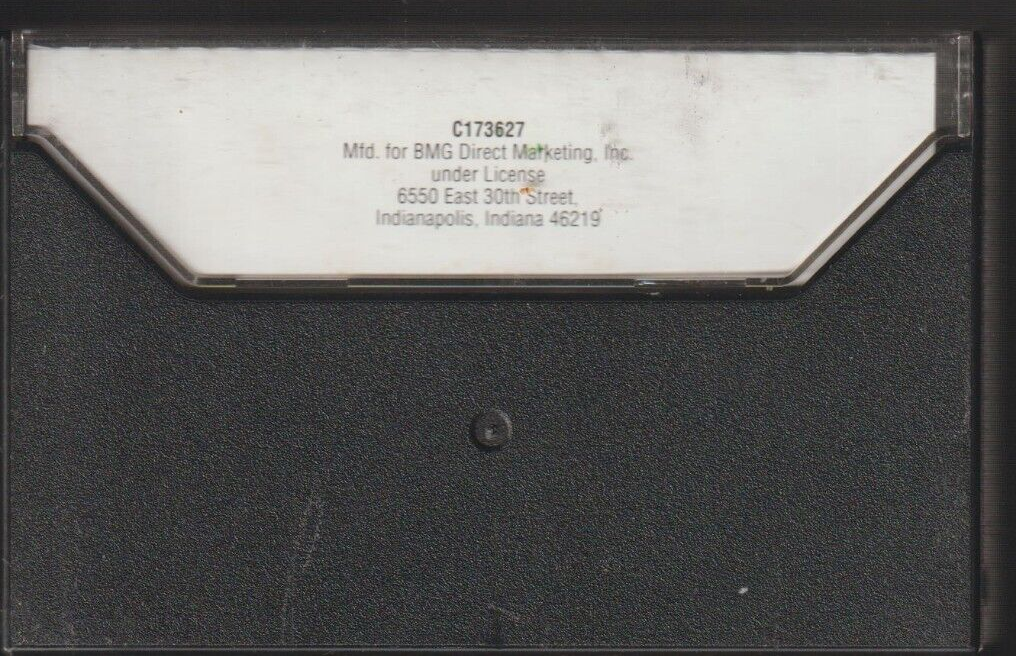 C173627
Mfd. for BMG Direct Marketing, Inc.
under License
6550 East 30th Street,
Indianapolis, Indiana 46219